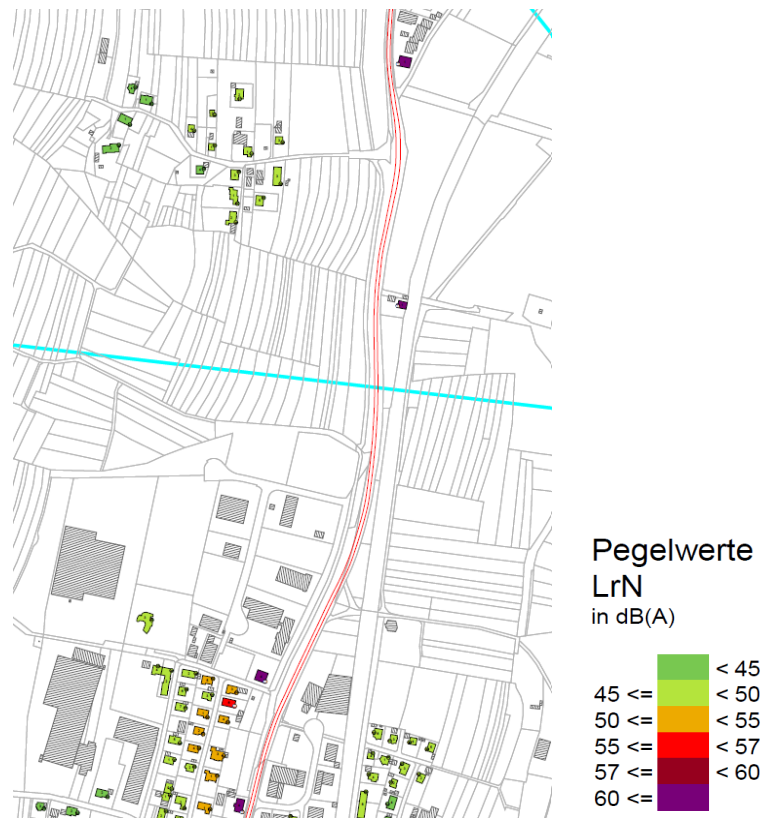 Pegelwerte
LrN
in dB(A)
< 45
45 <= < 50
50 <= < 55
55 <= < 57
57 <= < 60
60 <=